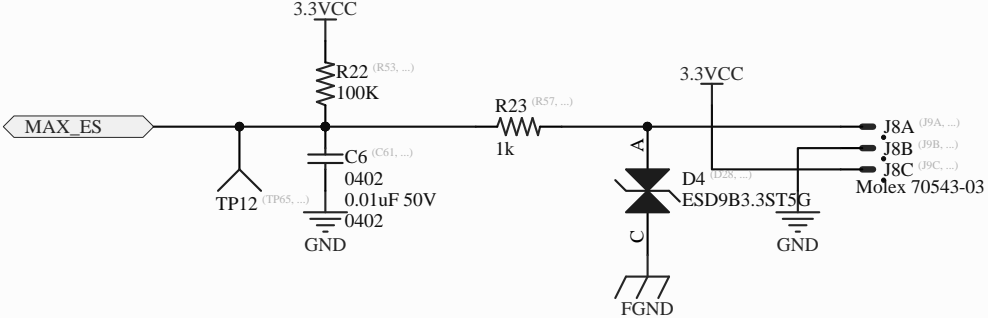 3.3VCC
R22 (R53, ...)
100K
3.3VCC
R23 (R57, ...)
1k
MAX_ES
J8A (J9A, ...)
J8B (J9B, ...)
J8C (J9C, ...)
Molex 70543-03
A
C6 (C61, ...)
0402
0.01uF 50V
0402
GND
TP12 (TP65, ...)
D4 (D28, ...)
ESD9B3.3ST5G
C
GND
FGND